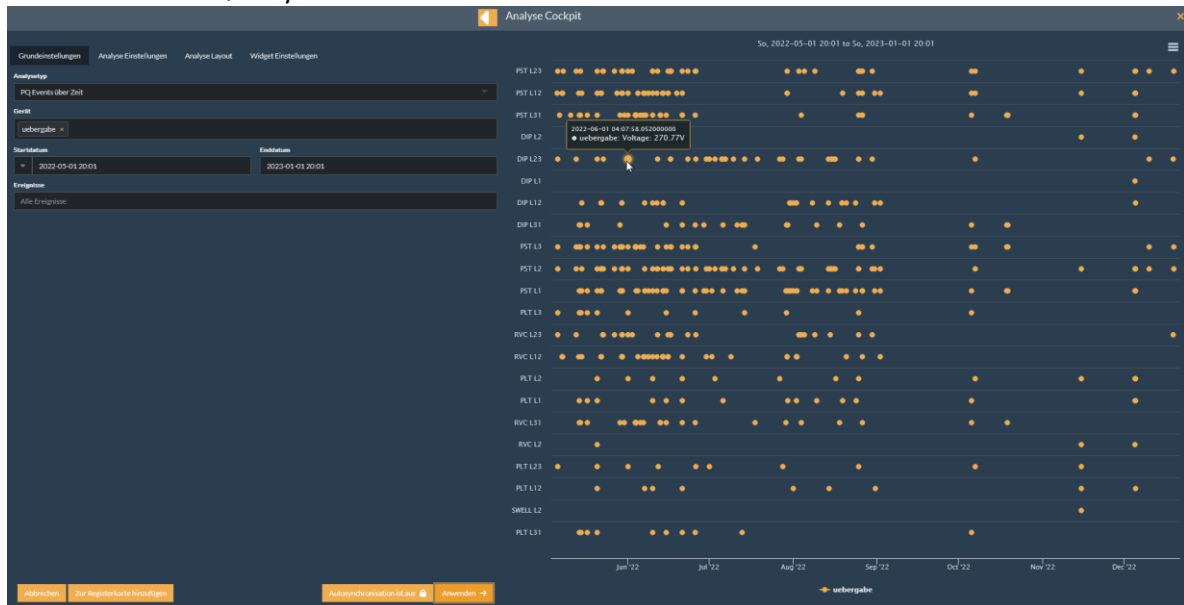 Analyse Cockpit
×
Grundeinstellungen Analyse Einstellungen Analyse Layout Widget Einstellungen
Analysetyp
PQ Events über Zeit
Gerät
uebergabe ×
Startdatum Enddatum
2022-05-01 20:01 2023-01-01 20:01
Ereignisse
Alle Ereignisse
Abbrechen Zur Registerkarte hinzufügen Autosynchronisation ist aus Anwenden →
So, 2022-05-01 20:01 to So, 2023-01-01 20:01
PST L23
PST L12
PST L31
2022-06-01 04:07:58.052000000
● uebergabe: Voltage: 270.77V
DIP L2
DIP L23
DIP L1
DIP L12
DIP L31
PST L3
PST L2
PST L1
PLT L3
RVC L23
RVC L12
PLT L2
PLT L1
RVC L31
RVC L2
PLT L23
PLT L12
SWELL L2
PLT L31
Jun '22 Jul '22 Aug '22 Sep '22 Oct '22 Nov '22 Dec '22
uebergabe